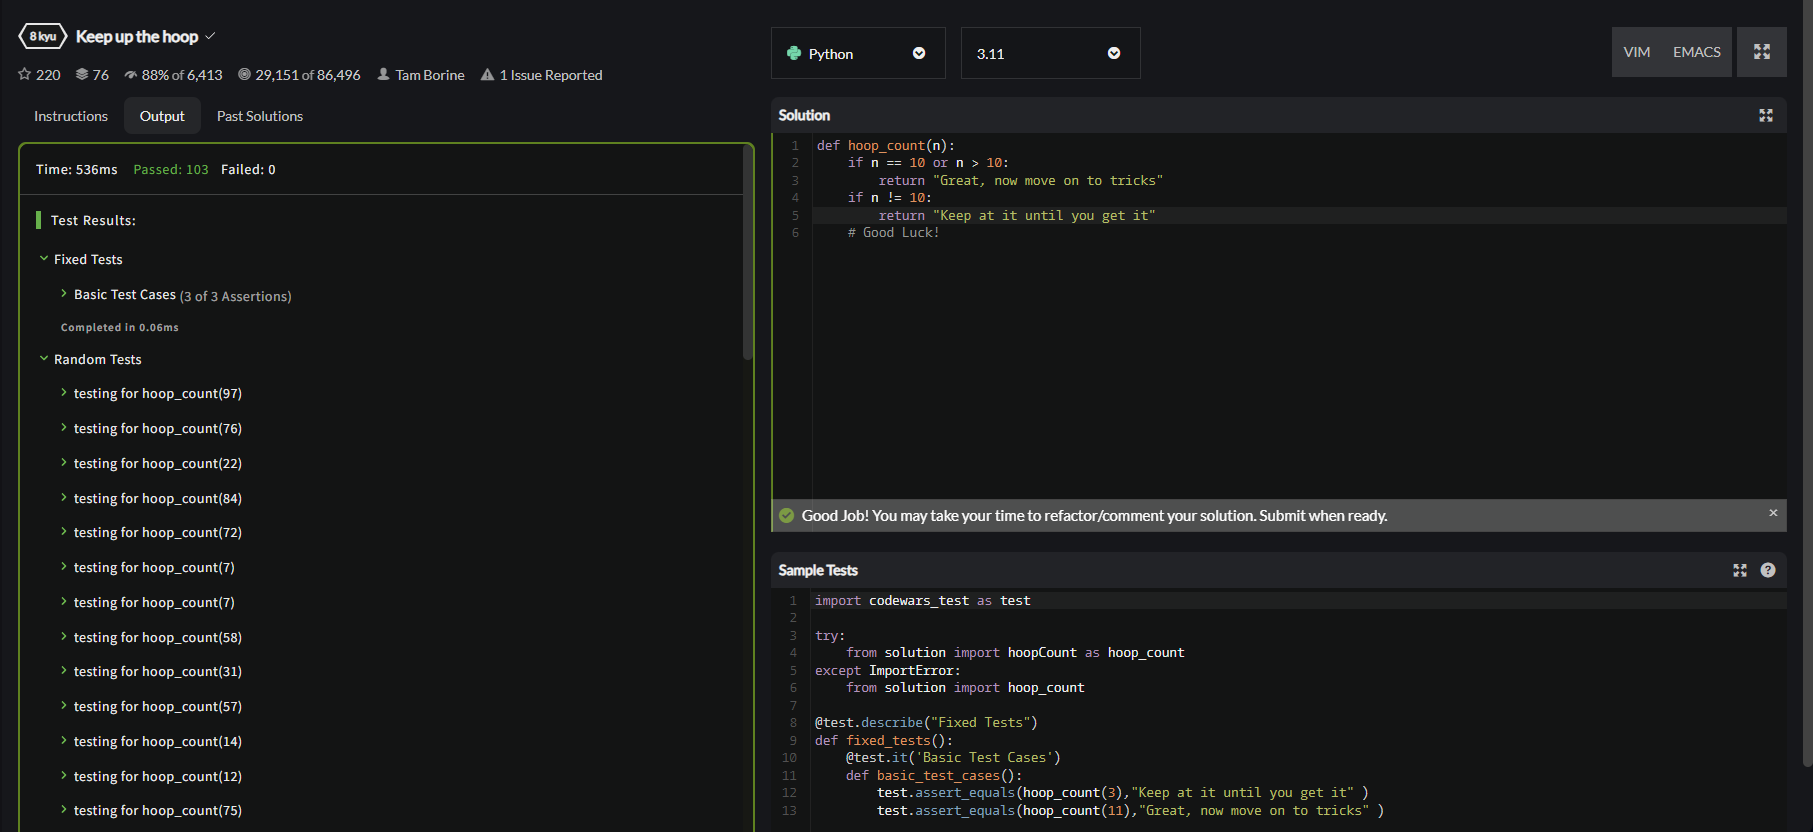 8 kyu Keep up the hoop
220 76 88% of 6,413 29,151 of 86,496 Tam Borine 1 Issue Reported
Instructions Output Past Solutions
Time: 536ms Passed: 103 Failed: 0
Test Results:
Fixed Tests
Basic Test Cases (3 of 3 Assertions)
Completed in 0.06ms
Random Tests
testing for hoop_count(97)
testing for hoop_count(76)
testing for hoop_count(22)
testing for hoop_count(84)
testing for hoop_count(72)
testing for hoop_count(7)
testing for hoop_count(7)
testing for hoop_count(58)
testing for hoop_count(31)
testing for hoop_count(57)
testing for hoop_count(14)
testing for hoop_count(12)
testing for hoop_count(75)
Python 3.11 VIM EMACS
Solution
1 def hoop_count(n):
2     if n == 10 or n > 10:
3         return "Great, now move on to tricks"
4     if n != 10:
5         return "Keep at it until you get it"
6     # Good Luck!
Good Job! You may take your time to refactor/comment your solution. Submit when ready. ×
Sample Tests ?
1 import codewars_test as test
2
3 try:
4     from solution import hoopCount as hoop_count
5 except ImportError:
6     from solution import hoop_count
7
8 @test.describe("Fixed Tests")
9 def fixed_tests():
10     @test.it('Basic Test Cases')
11     def basic_test_cases():
12         test.assert_equals(hoop_count(3),"Keep at it until you get it" )
13         test.assert_equals(hoop_count(11),"Great, now move on to tricks" )